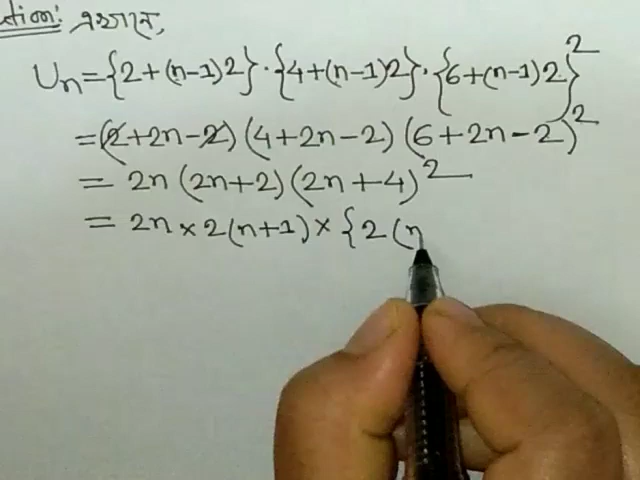 tion: এখানে,
Un = {2+(n-1)2}·{4+(n-1)2}·{6+(n-1)2}²
= (2+2n-2)(4+2n-2)(6+2n-2)²
= 2n(2n+2)(2n+4)²
= 2n×2(n+1)×{2(n